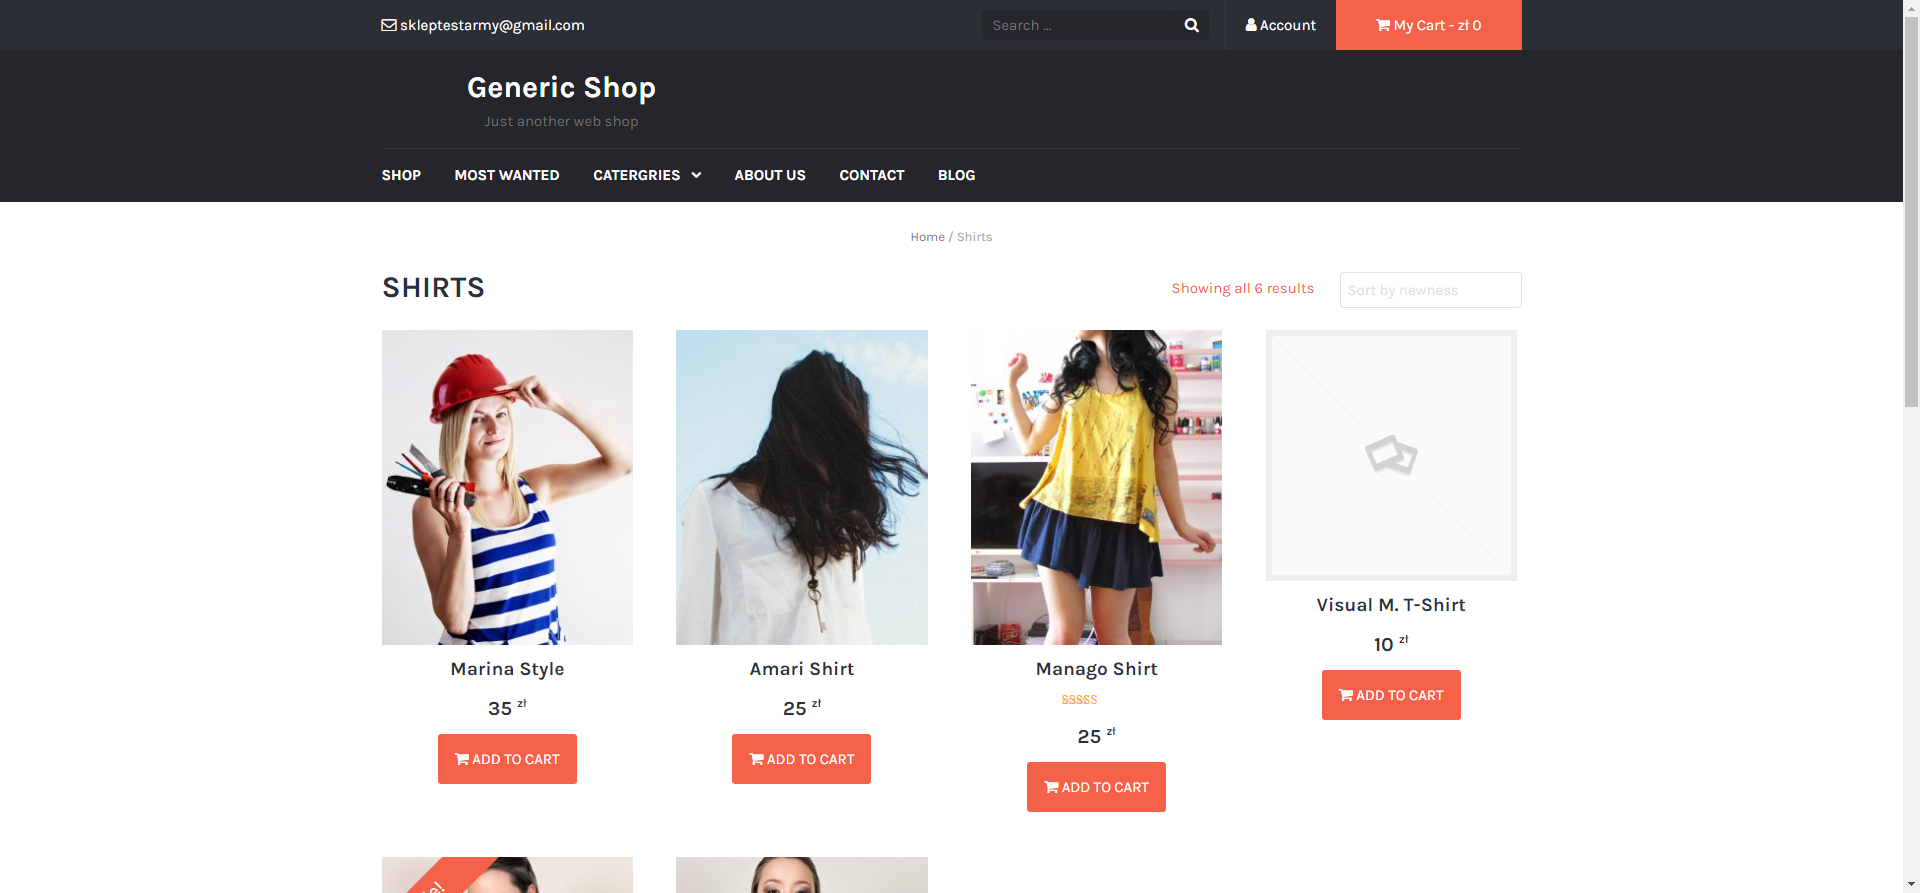 skleptestarmy@gmail.com
Search ...
Account
My Cart - zł 0
Generic Shop
Just another web shop
SHOP MOST WANTED CATERGRIES ABOUT US CONTACT BLOG
Home / Shirts
SHIRTS
Showing all 6 results
Sort by newness
Marina Style
35 zł
ADD TO CART
Amari Shirt
25 zł
ADD TO CART
Manago Shirt
SSSSS
25 zł
ADD TO CART
Visual M. T-Shirt
10 zł
ADD TO CART